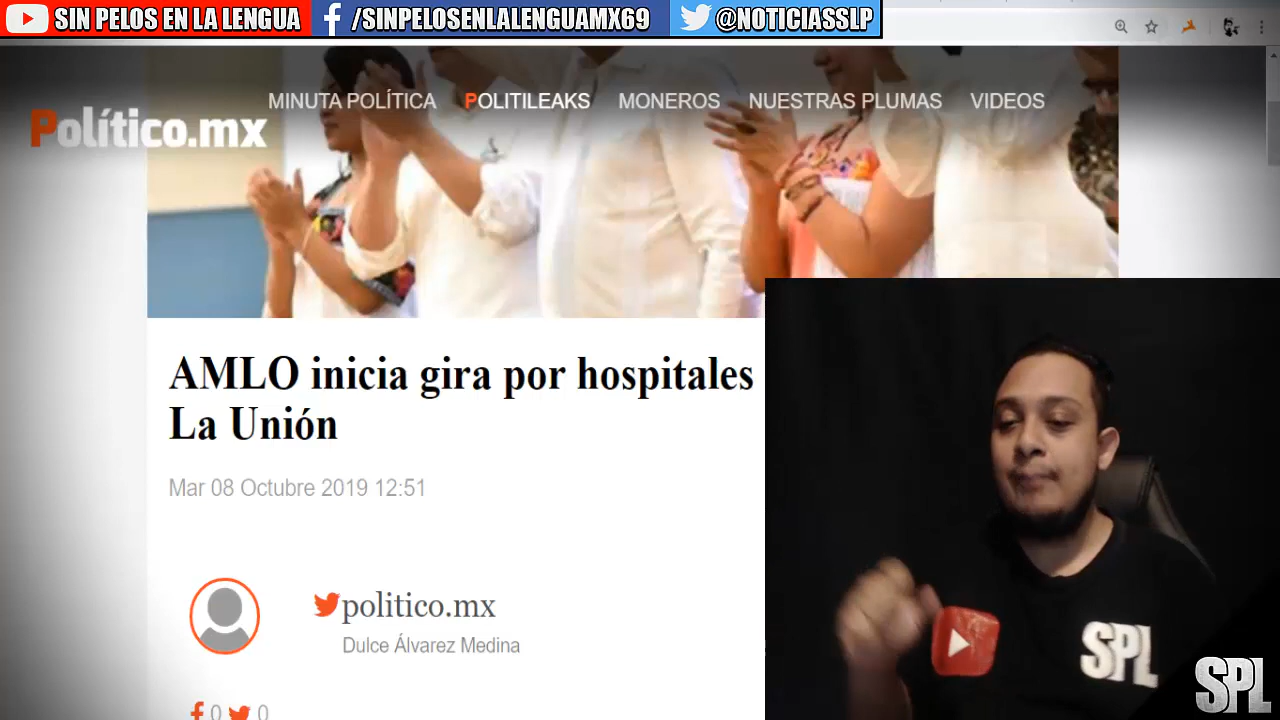 SIN PELOS EN LA LENGUA
/SINPELOSENLALENGUAMX69
@NOTICIASSLP
MINUTA POLÍTICA POLITILEAKS MONEROS NUESTRAS PLUMAS VIDEOS
Político.mx
AMLO inicia gira por hospitales
La Unión
Mar 08 Octubre 2019 12:51
politico.mx
Dulce Álvarez Medina
0 0
SPL
SPL